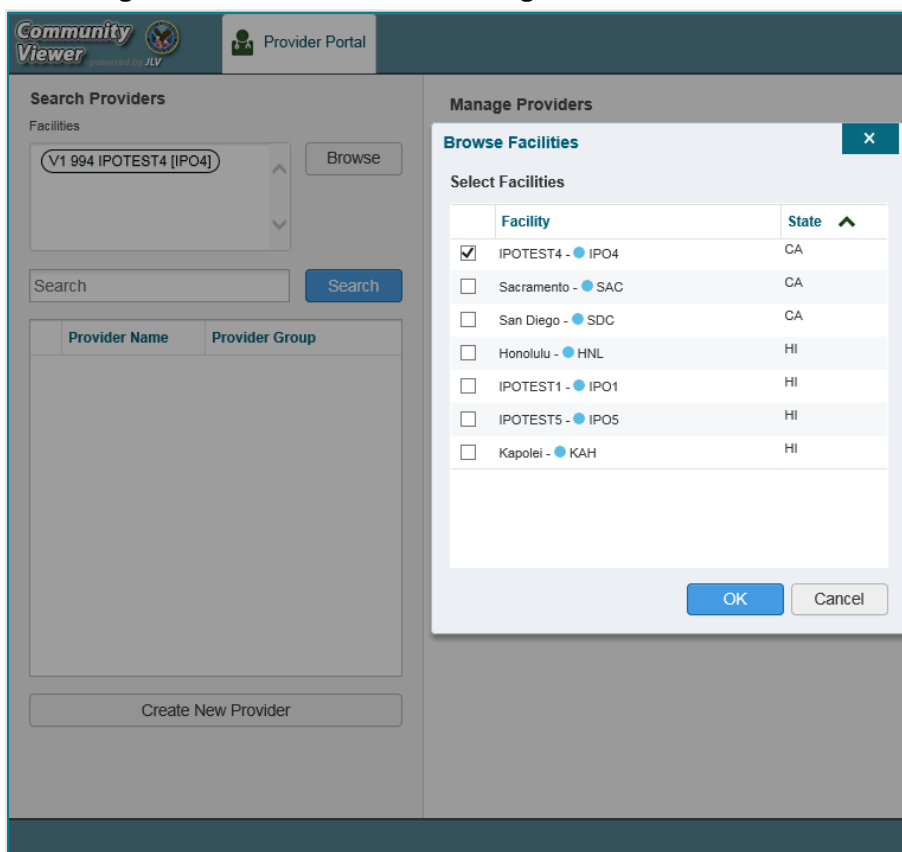 Community
Viewer powered by JLV
Provider Portal
Search Providers
Facilities
V1 994 IPOTEST4 [IPO4]
Browse
Search
Search
Provider Name Provider Group
Create New Provider
Manage Providers
Browse Facilities
x
Select Facilities
Facility State
IPOTEST4 - IPO4 CA
Sacramento - SAC CA
San Diego - SDC CA
Honolulu - HNL HI
IPOTEST1 - IPO1 HI
IPOTEST5 - IPO5 HI
Kapolei - KAH HI
OK Cancel